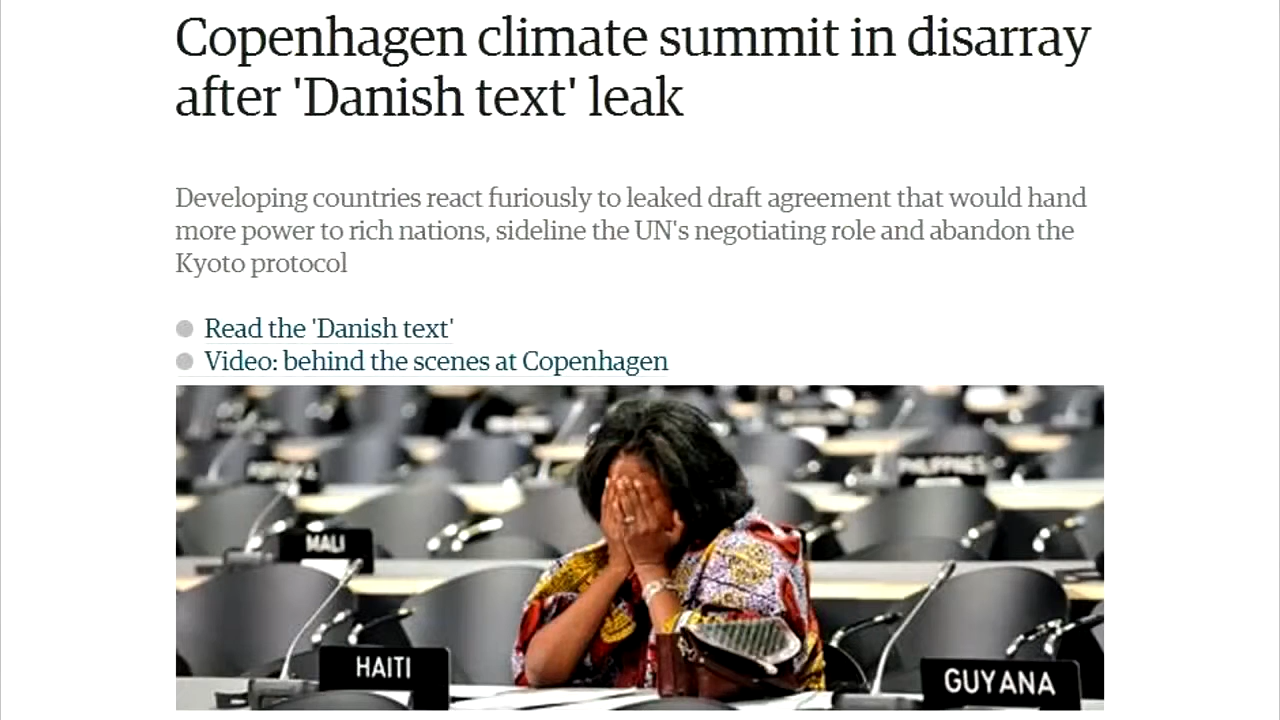 Copenhagen climate summit in disarray
after 'Danish text' leak
Developing countries react furiously to leaked draft agreement that would hand
more power to rich nations, sideline the UN's negotiating role and abandon the
Kyoto protocol
Read the 'Danish text'
Video: behind the scenes at Copenhagen
PHILIPPINES
MALI
HAITI
GUYANA